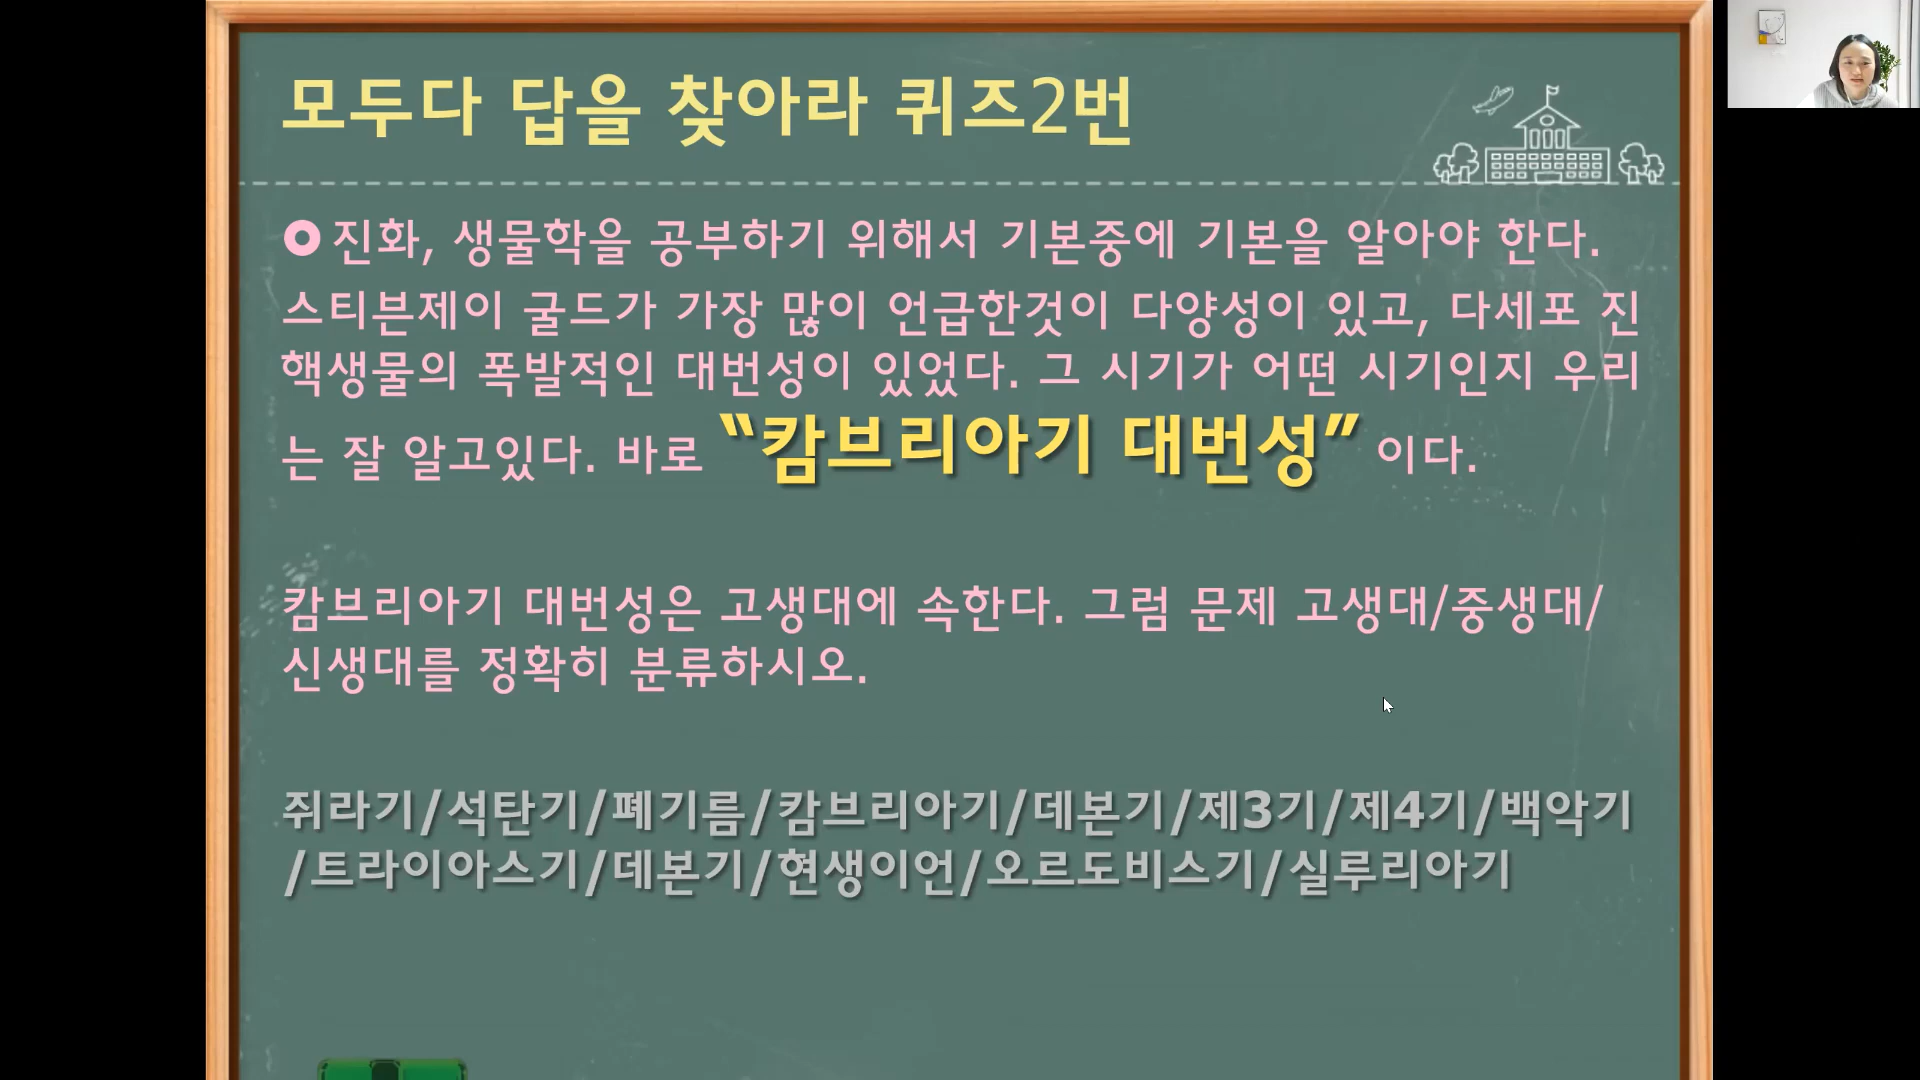 모두다 답을 찾아라 퀴즈2번
진화, 생물학을 공부하기 위해서 기본중에 기본을 알아야 한다.
스티븐제이 굴드가 가장 많이 언급한것이 다양성이 있고, 다세포 진
핵생물의 폭발적인 대번성이 있었다. 그 시기가 어떤 시기인지 우리
는 잘 알고있다. 바로 “캄브리아기 대번성” 이다.
캄브리아기 대번성은 고생대에 속한다. 그럼 문제 고생대/중생대/
신생대를 정확히 분류하시오.
쥐라기/석탄기/폐기름/캄브리아기/데본기/제3기/제4기/백악기
/트라이아스기/데본기/현생이언/오르도비스기/실루리아기